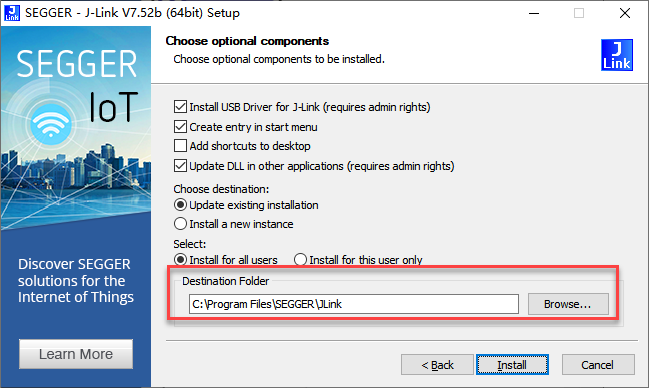 SEGGER - J-Link V7.52b (64bit) Setup
J
Link
SEGGER
IoT
Discover SEGGER
solutions for the
Internet of Things
Learn More
Choose optional components
Choose optional components to be installed.
J
Link
Install USB Driver for J-Link (requires admin rights)
Create entry in start menu
Add shortcuts to desktop
Update DLL in other applications (requires admin rights)
Choose destination:
Update existing installation
Install a new instance
Select:
Install for all users Install for this user only
Destination Folder
C:\Program Files\SEGGER\JLink Browse...
< Back Install Cancel